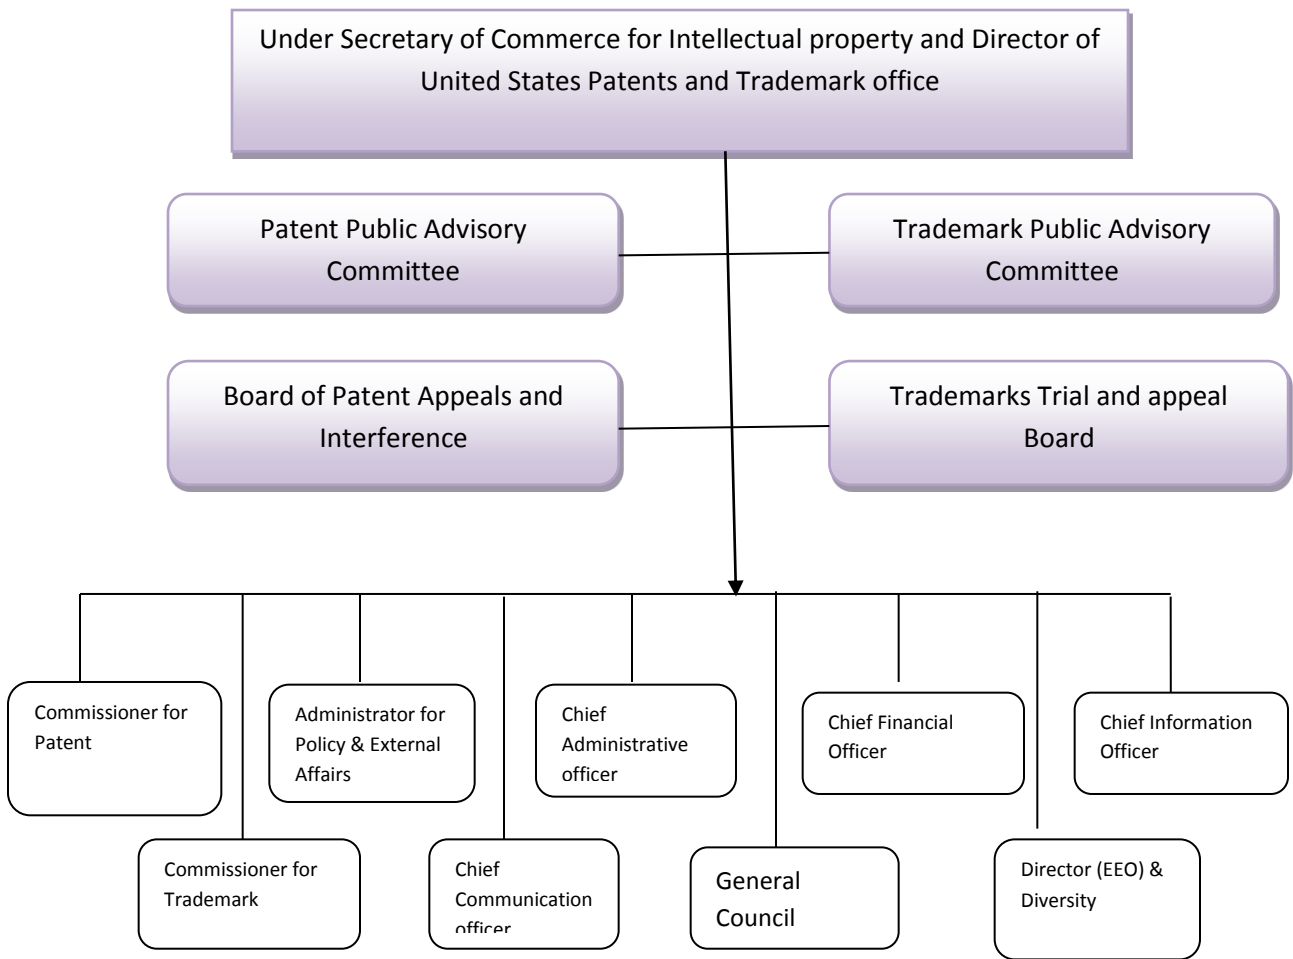 Under Secretary of Commerce for Intellectual property and Director of
United States Patents and Trademark office
Patent Public Advisory
Committee
Trademark Public Advisory
Committee
Board of Patent Appeals and
Interference
Trademarks Trial and appeal
Board
Commissioner for
Patent
Administrator for
Policy & External
Affairs
Chief
Administrative
officer
Chief Financial
Officer
Chief Information
Officer
Commissioner for
Trademark
Chief
Communication
officer
General
Council
Director (EEO) &
Diversity